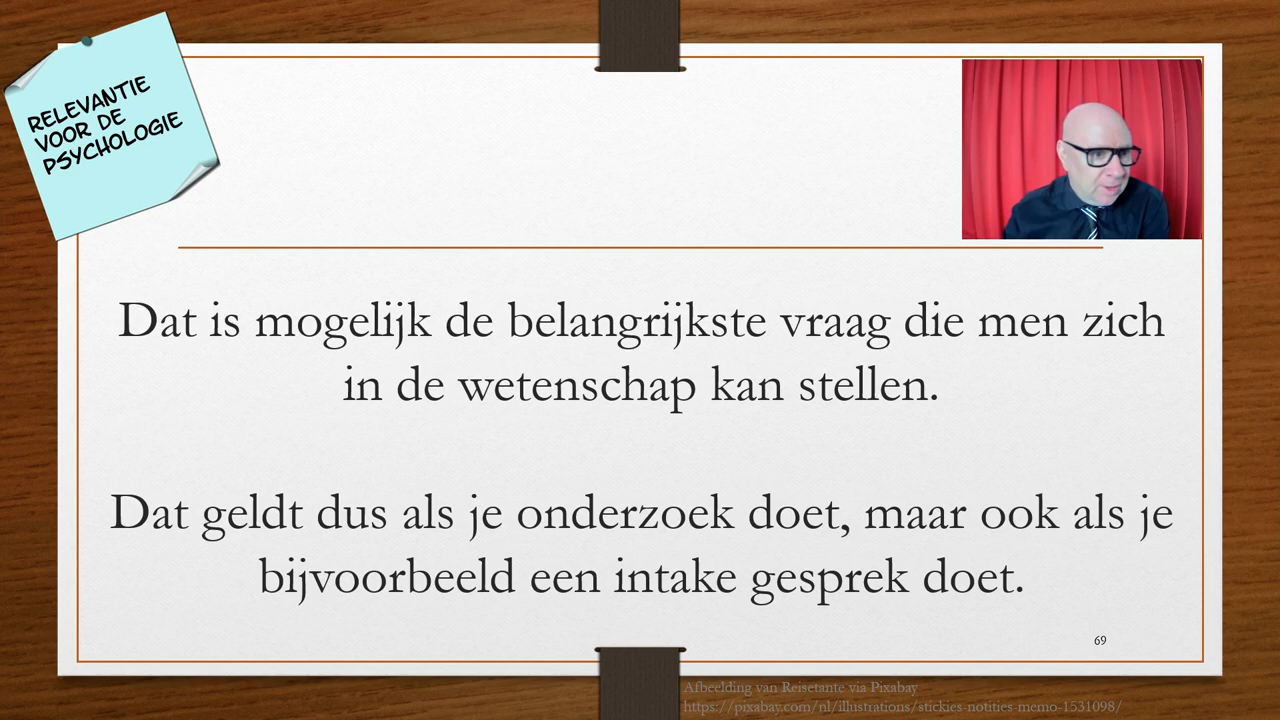 RELEVANTIE
VOOR DE
PSYCHOLOGIE
Dat is mogelijk de belangrijkste vraag die men zich
in de wetenschap kan stellen.
Dat geldt dus als je onderzoek doet, maar ook als je
bijvoorbeeld een intake gesprek doet.
69
Afbeelding van Reisetante via Pixabay
https://pixabay.com/nl/illustrations/stickies-notities-memo-1531098/